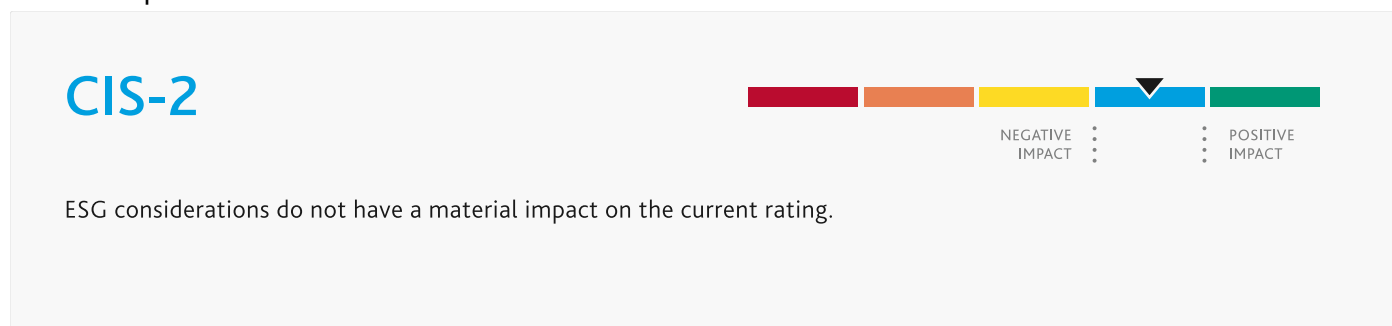 CIS-2
NEGATIVE
IMPACT
POSITIVE
IMPACT
ESG considerations do not have a material impact on the current rating.